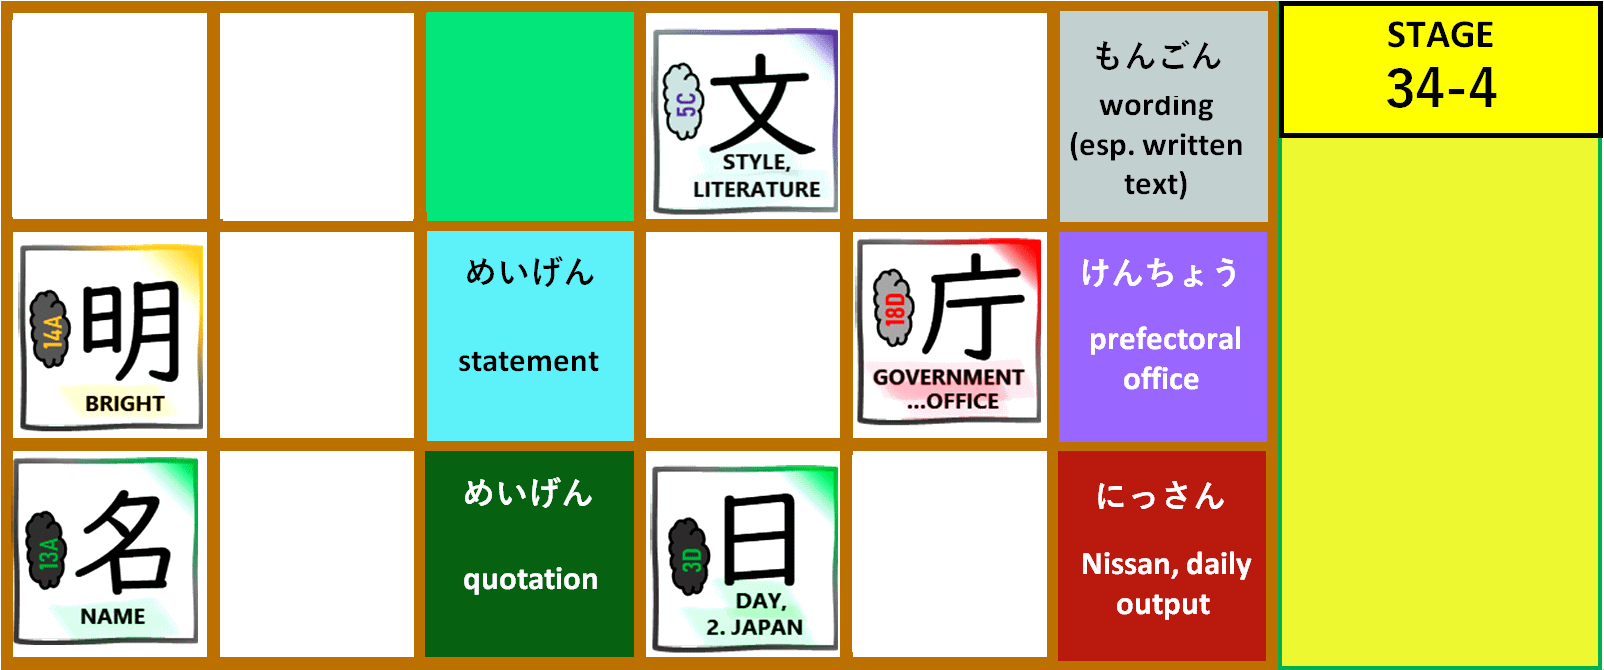 5C
文
STYLE,
LITERATURE
もんごん
wording
(esp. written
text)
STAGE
34-4
14A
明
BRIGHT
めいげん
statement
18D
庁
GOVERNMENT
...OFFICE
けんちょう
prefectoral
office
13A
名
NAME
めいげん
quotation
3D
日
DAY,
2. JAPAN
にっさん
Nissan, daily
output